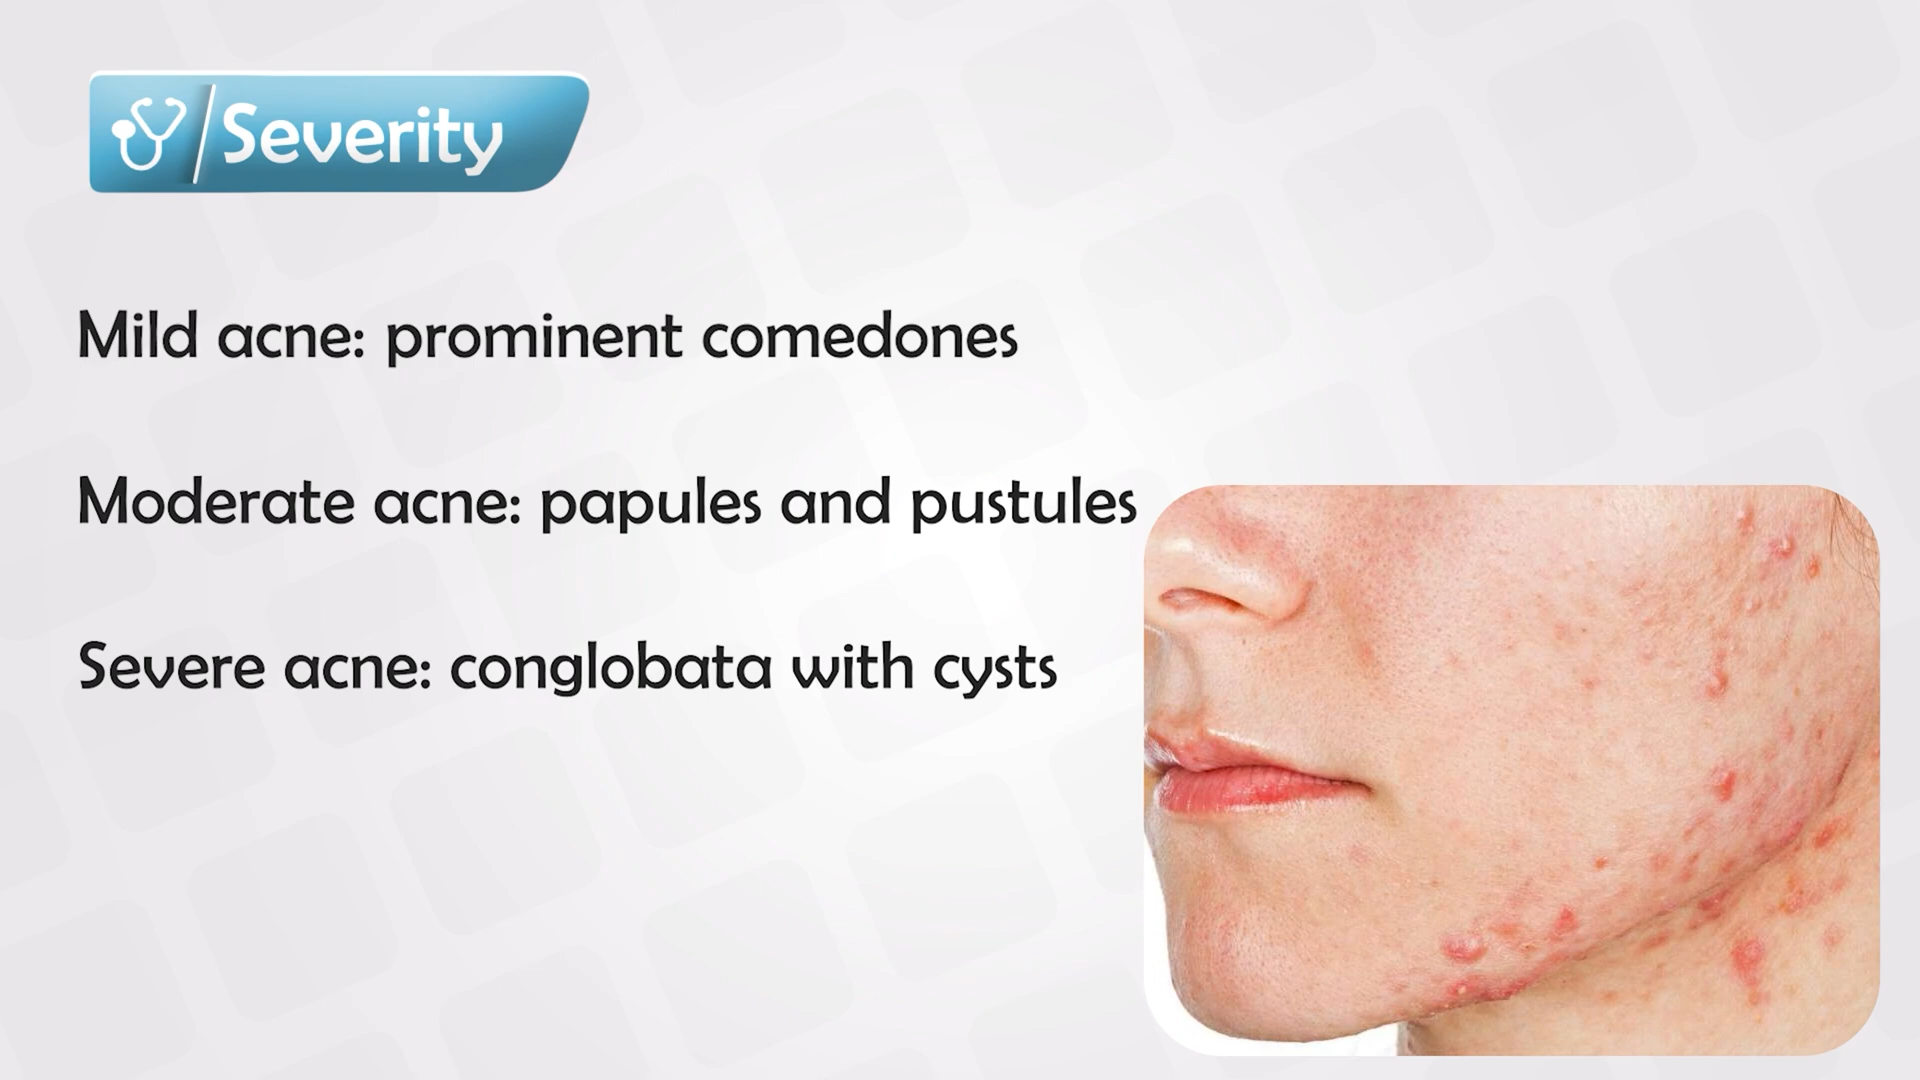 Severity
Mild acne: prominent comedones
Moderate acne: papules and pustules
Severe acne: conglobata with cysts